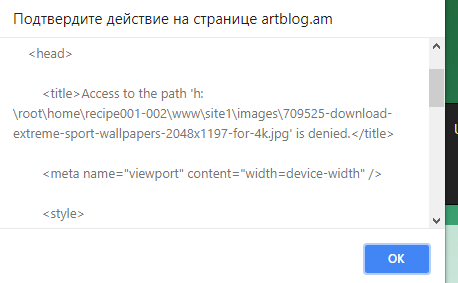 Подтвердите действие на странице artblog.am
<head>
<title>Access to the path 'h:
\root\home\recipe001-002\www\site1\images\709525-download-
extreme-sport-wallpapers-2048x1197-for-4k.jpg' is denied.</title>
<meta name="viewport" content="width=device-width" />
<style>
OK